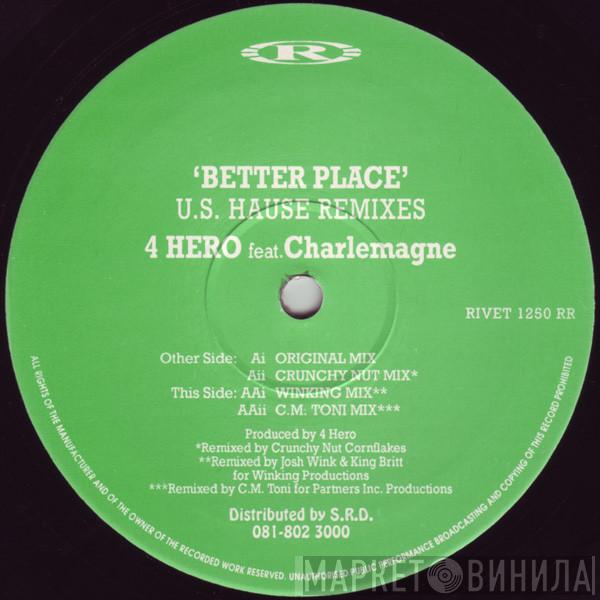 R
'BETTER PLACE'
U.S. HAUSE REMIXES
4 HERO feat. Charlemagne
RIVET 1250 RR
Other Side: Ai ORIGINAL MIX
Aii CRUNCHY NUT MIX*
This Side: AAi WINKING MIX**
AAii C.M. TONI MIX***
Produced by 4 Hero
*Remixed by Crunchy Nut Cornflakes
**Remixed by Josh Wink & King Britt
for Winking Productions
***Remixed by C.M. Toni for Partners Inc. Productions
Distributed by S.R.D.
081-802 3000
ALL RIGHTS OF THE MANUFACTURER AND OF THE OWNER OF THE RECORDED WORK RESERVED. UNAUTHORISED PUBLIC PERFORMANCE BROADCASTING AND COPYING OF THIS RECORD PROHIBITED
МАРКЕТ ВИНИЛА